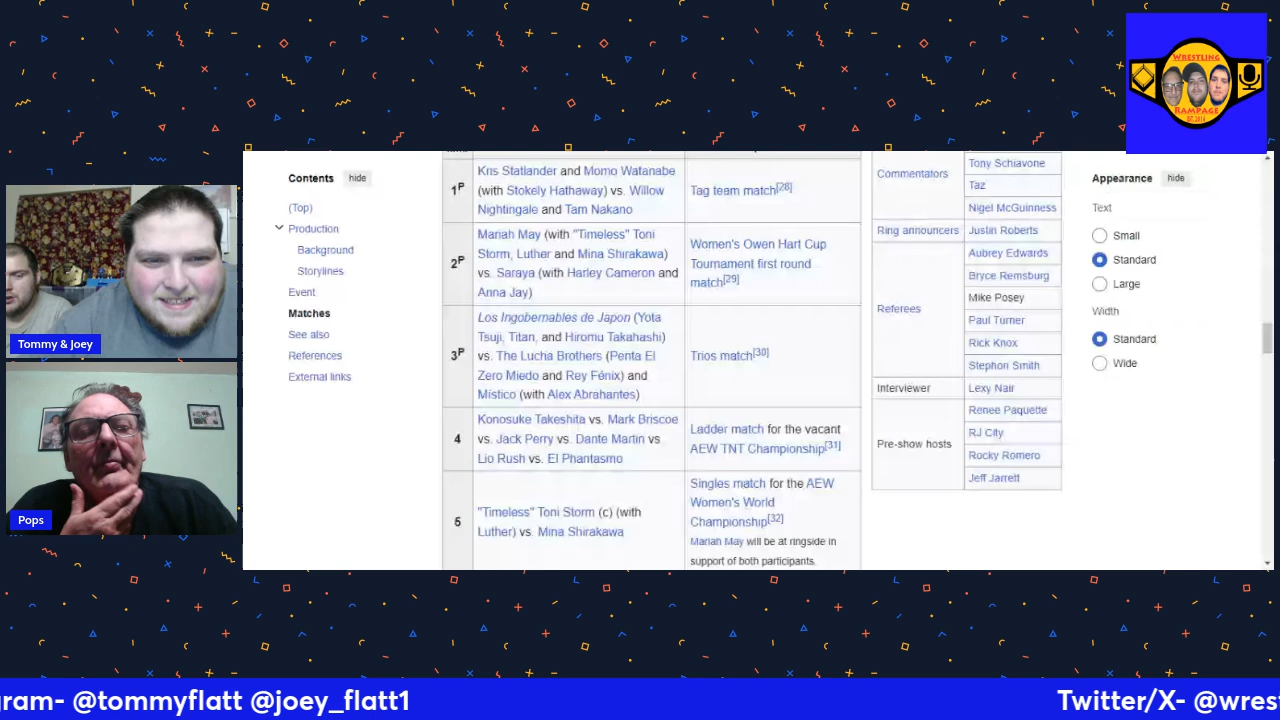 WRESTLING
RAMPAGE
EST. 2016
Contents
hide
(Top)
Production
Background
Storylines
Event
Matches
See also
References
External links
1P
Kris Statlander and Momo Watanabe
(with Stokely Hathaway) vs. Willow
Nightingale and Tam Nakano
Tag team match[28]
2P
Mariah May (with "Timeless" Toni
Storm, Luther and Mina Shirakawa)
vs. Saraya (with Harley Cameron and
Anna Jay)
Women's Owen Hart Cup
Tournament first round
match[29]
3P
Los Ingobernables de Japon (Yota
Tsuji, Titan, and Hiromu Takahashi)
vs. The Lucha Brothers (Penta El
Zero Miedo and Rey Fénix) and
Místico (with Alex Abrahantes)
Trios match[30]
4
Konosuke Takeshita vs. Mark Briscoe
vs. Jack Perry vs. Dante Martin vs
Lio Rush vs. El Phantasmo
Ladder match for the vacant
AEW TNT Championship[31]
5
"Timeless" Toni Storm (c) (with
Luther) vs. Mina Shirakawa
Singles match for the AEW
Women's World
Championship[32]
Mariah May will be at ringside in
support of both participants.
Commentators
Tony Schiavone
Taz
Nigel McGuinness
Ring announcers
Justin Roberts
Referees
Aubrey Edwards
Bryce Remsburg
Mike Posey
Paul Turner
Rick Knox
Stephon Smith
Interviewer
Lexy Nair
Pre-show hosts
Renee Paquette
RJ City
Rocky Romero
Jeff Jarrett
Appearance
hide
Text
Small
Standard
Large
Width
Standard
Wide
Tommy & Joey
Pops
gram- @tommyflatt @joey_flatt1
Twitter/X- @wrest